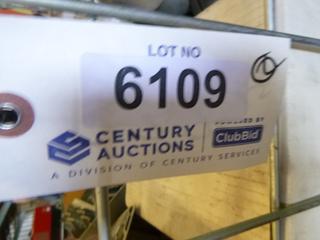 LOT NO
6109
CENTURY
AUCTIONS
POWERED BY
ClubBid
A DIVISION OF CENTURY SERVICES